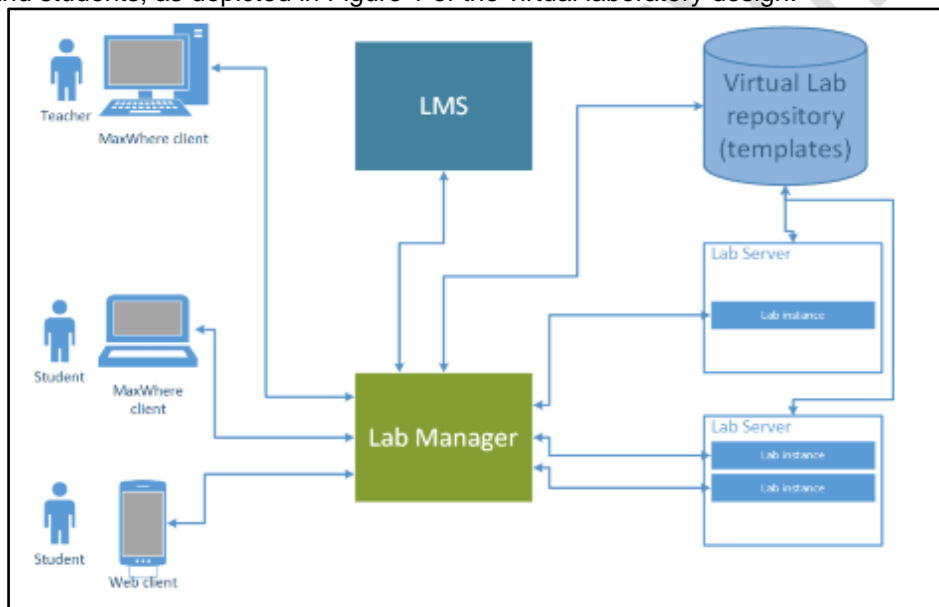 and students, as depicted in Figure 1 of the virtual laboratory design.
Teacher
MaxWhere client
LMS
Virtual Lab
repository
(templates)
Lab Server
Lab instance
Student
MaxWhere
client
Lab Manager
Lab Server
Lab instance
Lab instance
Student
Web client